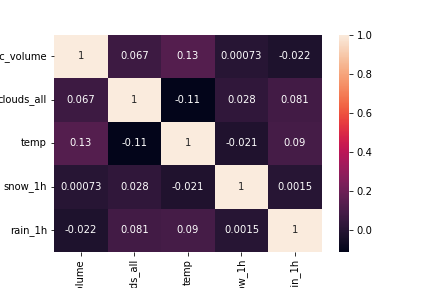 c_volume 1 0.067 0.13 0.00073 -0.022
clouds_all 0.067 1 -0.11 0.028 0.081
temp 0.13 -0.11 1 -0.021 0.09
snow_1h 0.00073 0.028 -0.021 1 0.0015
rain_1h -0.022 0.081 0.09 0.0015 1
olume ds_all temp ow_1h in_1h
1.0
0.8
0.6
0.4
0.2
0.0